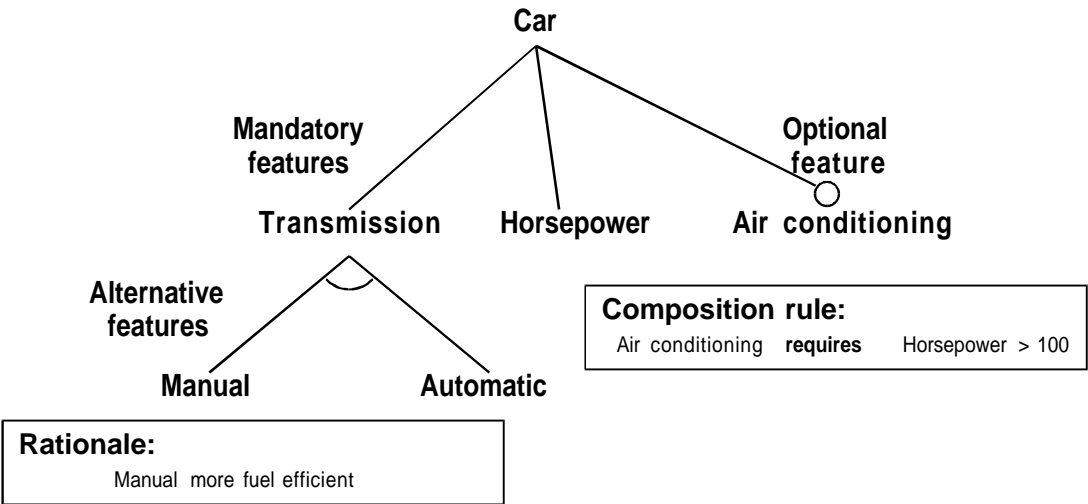 Car
Mandatory
features
Optional
feature
Transmission
Horsepower
Air conditioning
Alternative
features
Composition rule:
Air conditioning requires Horsepower > 100
Manual
Automatic
Rationale:
Manual more fuel efficient